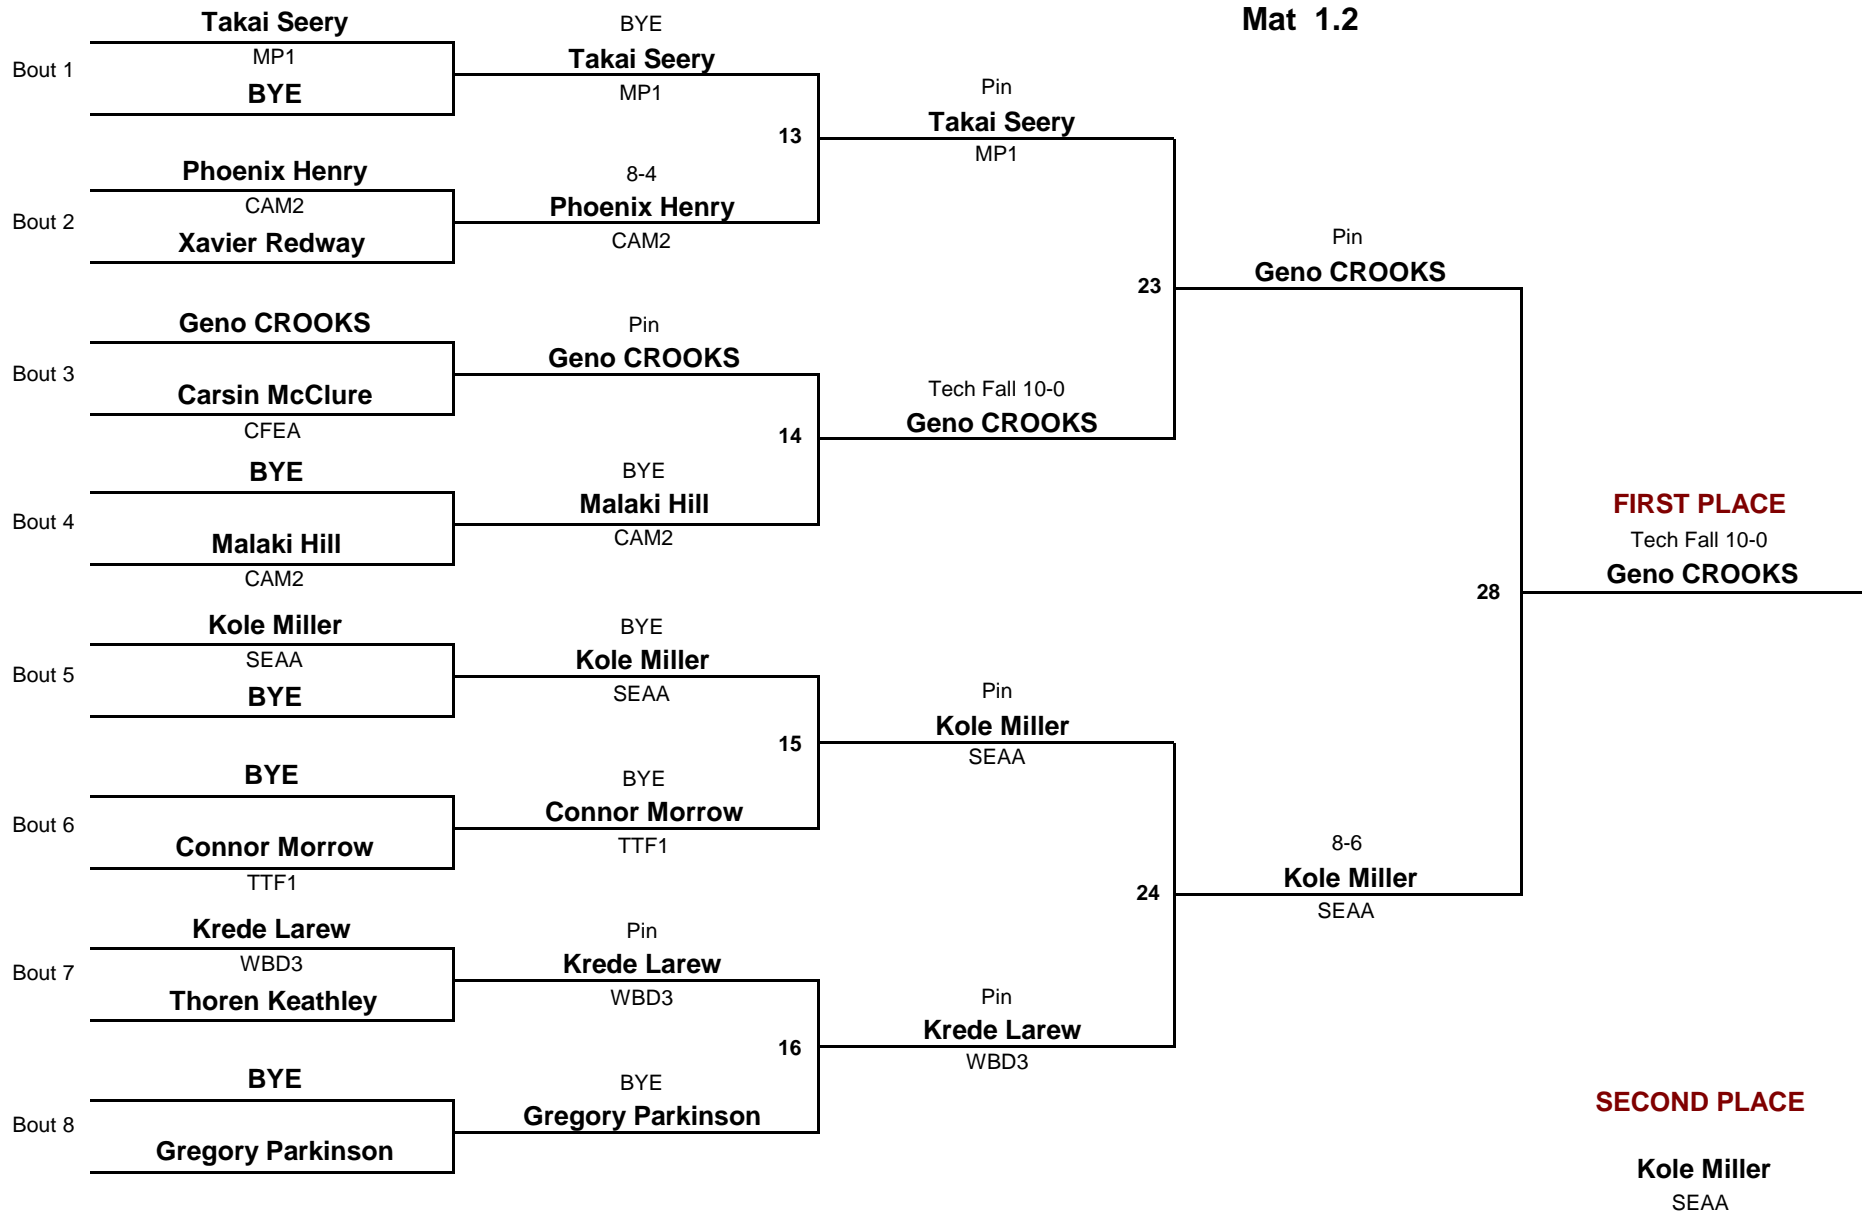 Mat 1.2
Takai Seery
Bout 1
MP1
BYE
Phoenix Henry
Bout 2
CAM2
Xavier Redway
Geno CROOKS
Bout 3
Carsin McClure
CFEA
BYE
Bout 4
Malaki Hill
CAM2
Kole Miller
Bout 5
SEAA
BYE
BYE
Bout 6
Connor Morrow
TTF1
Krede Larew
Bout 7
WBD3
Thoren Keathley
BYE
Bout 8
Gregory Parkinson
BYE
Takai Seery
MP1
13
8-4
Phoenix Henry
CAM2
Pin
Geno CROOKS
14
BYE
Malaki Hill
CAM2
BYE
Kole Miller
SEAA
15
BYE
Connor Morrow
TTF1
Pin
Krede Larew
WBD3
16
BYE
Gregory Parkinson
Pin
Takai Seery
MP1
23
Tech Fall 10-0
Geno CROOKS
Pin
Kole Miller
SEAA
24
Pin
Krede Larew
WBD3
Pin
Geno CROOKS
28
8-6
Kole Miller
SEAA
FIRST PLACE
Tech Fall 10-0
Geno CROOKS
SECOND PLACE
Kole Miller
SEAA